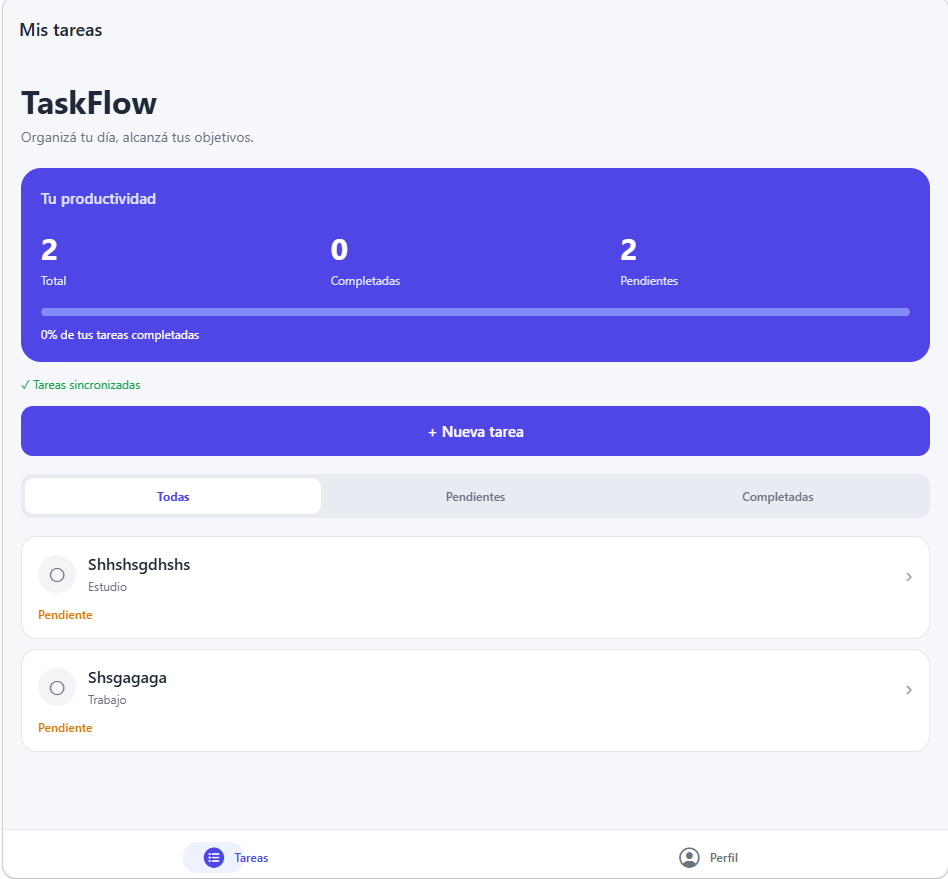 Mis tareas
TaskFlow
Organizá tu día, alcanzá tus objetivos.
Tu productividad
2 0 2
Total Completadas Pendientes
0% de tus tareas completadas
✓ Tareas sincronizadas
+ Nueva tarea
Todas Pendientes Completadas
Shhshsgdhshs
Estudio
Pendiente
Shsgagaga
Trabajo
Pendiente
Tareas Perfil